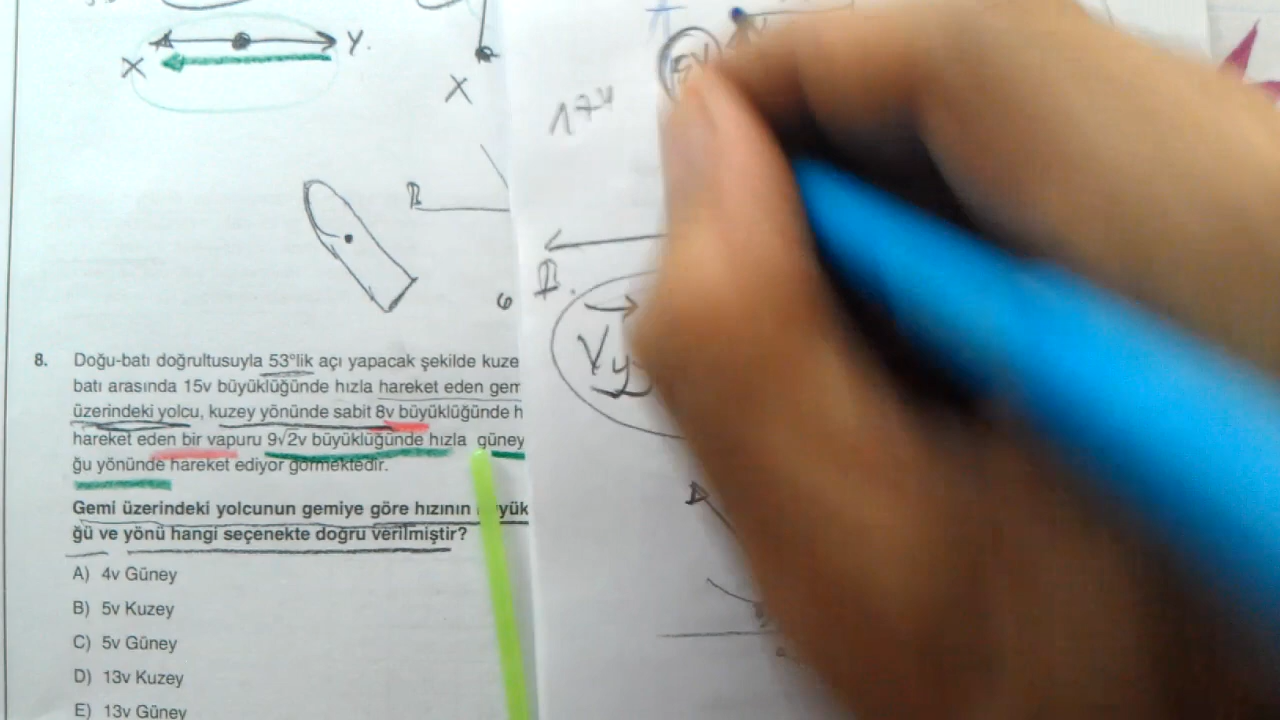 Y.
X
X
17v
B
B.
Vy
8. Doğu-batı doğrultusuyla 53°lik açı yapacak şekilde kuze
batı arasında 15v büyüklüğünde hızla hareket eden gem
üzerindeki yolcu, kuzey yönünde sabit 8v büyüklüğünde h
hareket eden bir vapuru 9√2v büyüklüğünde hızla güney
ğu yönünde hareket ediyor görmektedir.
Gemi üzerindeki yolcunun gemiye göre hızının yük
ğü ve yönü hangi seçenekte doğru verilmiştir?
A) 4v Güney
B) 5v Kuzey
C) 5v Güney
D) 13v Kuzey
E) 13v Güney